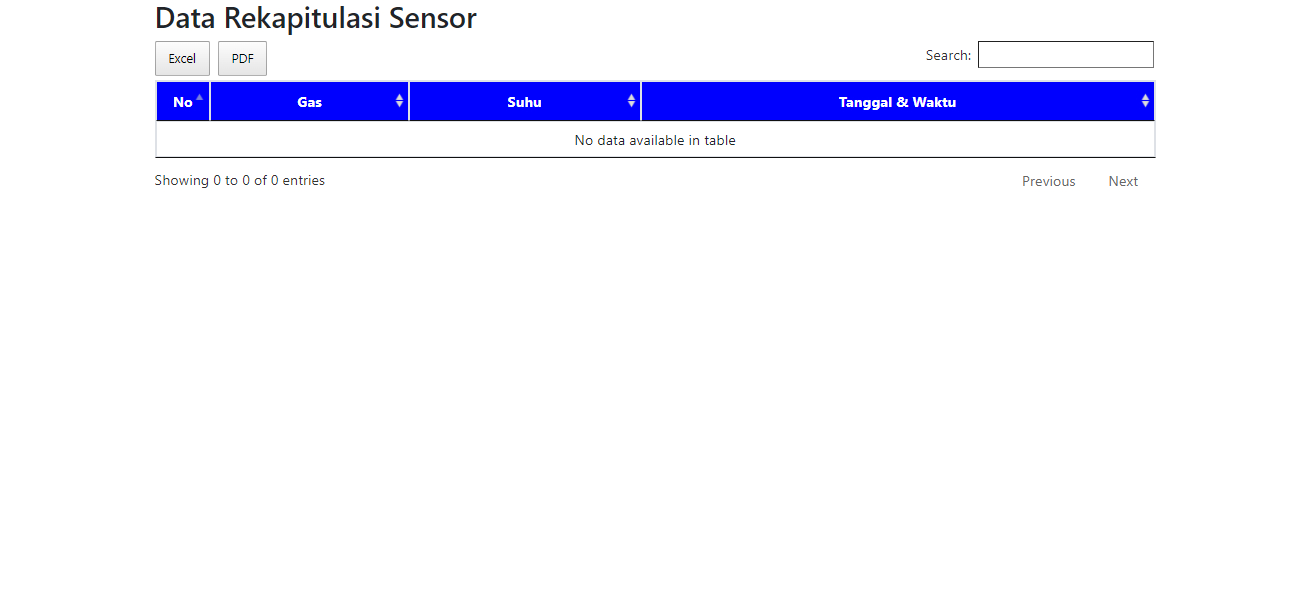 Data Rekapitulasi Sensor
Excel PDF Search:
No Gas Suhu Tanggal & Waktu
No data available in table
Showing 0 to 0 of 0 entries Previous Next